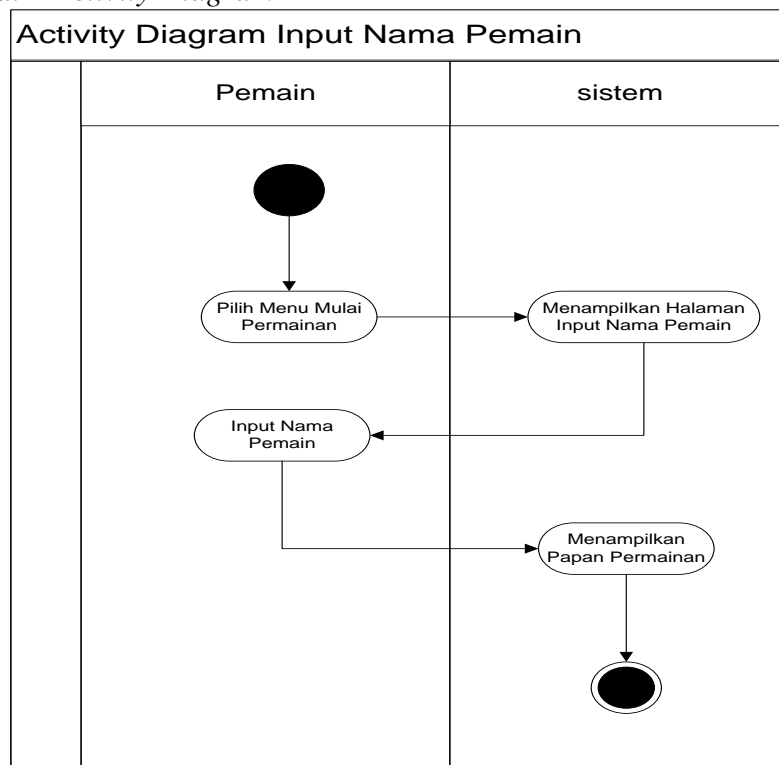 Activity Diagram Input Nama Pemain
Pemain
sistem
Pilih Menu Mulai
Permainan
Menampilkan Halaman
Input Nama Pemain
Input Nama
Pemain
Menampilkan
Papan Permainan